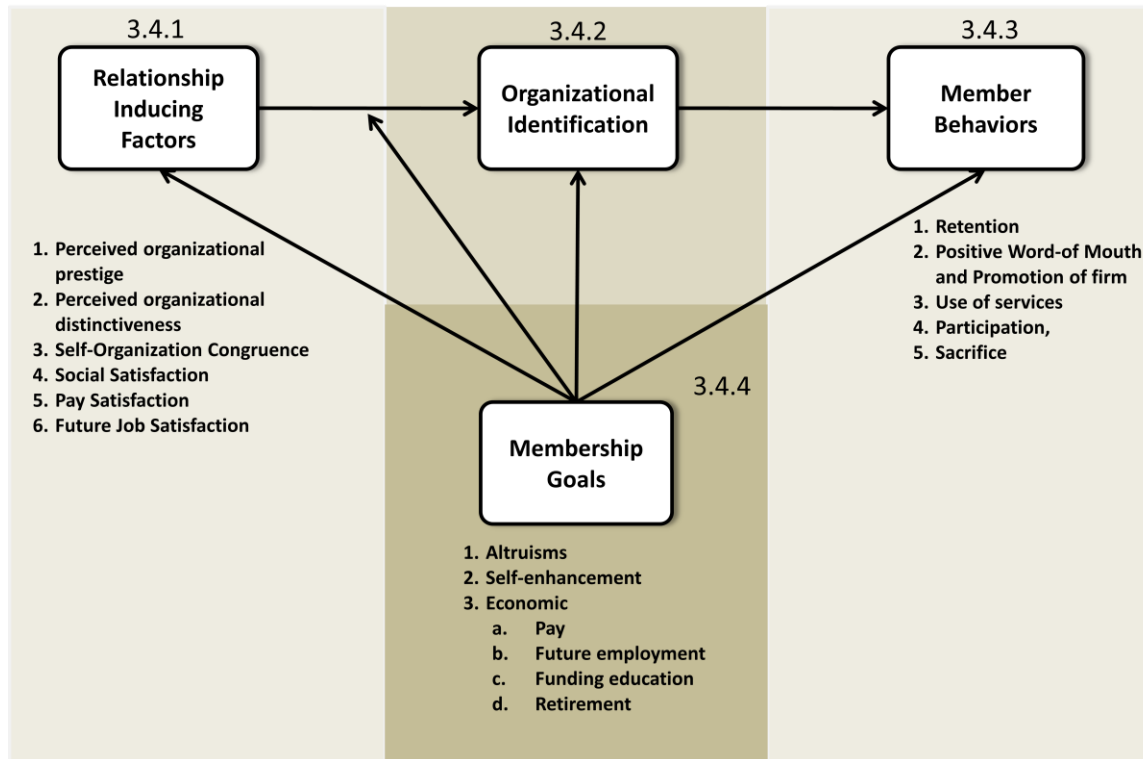 3.4.1
Relationship
Inducing
Factors
1. Perceived organizational
prestige
2. Perceived organizational
distinctiveness
3. Self-Organization Congruence
4. Social Satisfaction
5. Pay Satisfaction
6. Future Job Satisfaction
3.4.2
Organizational
Identification
3.4.3
Member
Behaviors
1. Retention
2. Positive Word-of Mouth
and Promotion of firm
3. Use of services
4. Participation,
5. Sacrifice
3.4.4
Membership
Goals
1. Altruisms
2. Self-enhancement
3. Economic
a. Pay
b. Future employment
c. Funding education
d. Retirement